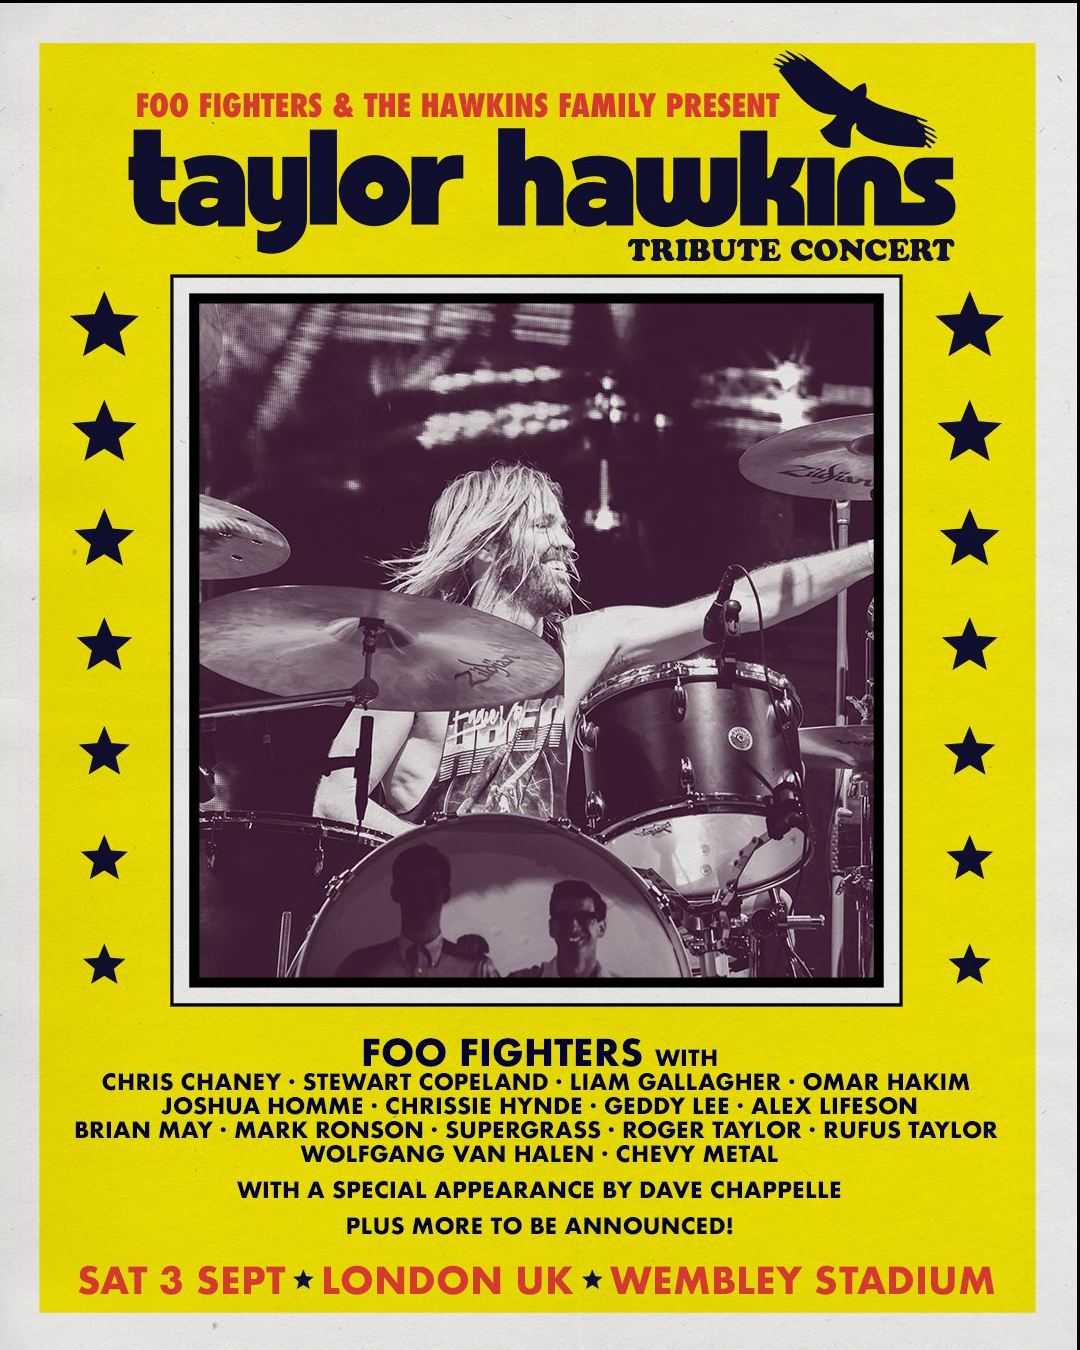 FOO FIGHTERS & THE HAWKINS FAMILY PRESENT
taylor hawkins
TRIBUTE CONCERT
Zildjian
Zildjian
FOO FIGHTERS WITH
CHRIS CHANEY · STEWART COPELAND · LIAM GALLAGHER · OMAR HAKIM
JOSHUA HOMME · CHRISSIE HYNDE · GEDDY LEE · ALEX LIFESON
BRIAN MAY · MARK RONSON · SUPERGRASS · ROGER TAYLOR · RUFUS TAYLOR
WOLFGANG VAN HALEN · CHEVY METAL
WITH A SPECIAL APPEARANCE BY DAVE CHAPPELLE
PLUS MORE TO BE ANNOUNCED!
SAT 3 SEPT ★ LONDON UK ★ WEMBLEY STADIUM